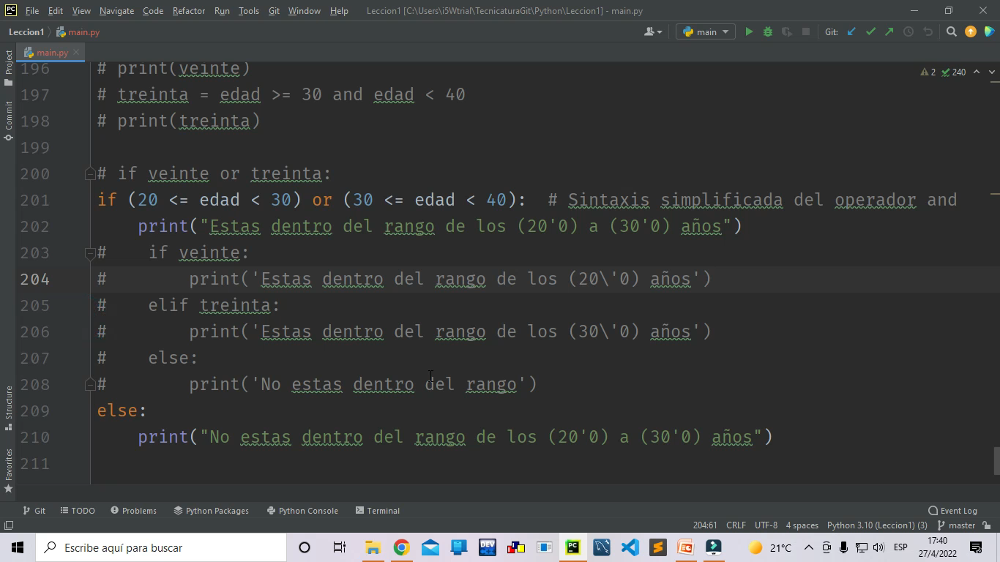 File Edit View Navigate Code Refactor Run Tools Git Window Help Leccion1 [C:\Users\i5Wtrial\TecnicaturaGit\Python\Leccion1] - main.py
Leccion1 main.py main Git:
main.py
Project
Commit
Structure
Favorites
2 240
196 # print(veinte)
197 # treinta = edad >= 30 and edad < 40
198 # print(treinta)
199
200 # if veinte or treinta:
201 if (20 <= edad < 30) or (30 <= edad < 40):  # Sintaxis simplificada del operador and
202     print("Estas dentro del rango de los (20'0) a (30'0) años")
203 #    if veinte:
204 #        print('Estas dentro del rango de los (20\'0) años')
205 #    elif treinta:
206 #        print('Estas dentro del rango de los (30\'0) años')
207 #    else:
208 #        print('No estas dentro del rango')
209 else:
210     print("No estas dentro del rango de los (20'0) a (30'0) años")
211
Git TODO Problems Python Packages Python Console Terminal Event Log
204:61 CRLF UTF-8 4 spaces Python 3.10 (Leccion1) (3) master
Escribe aquí para buscar DEV 21°C ESP 17:40
27/4/2022